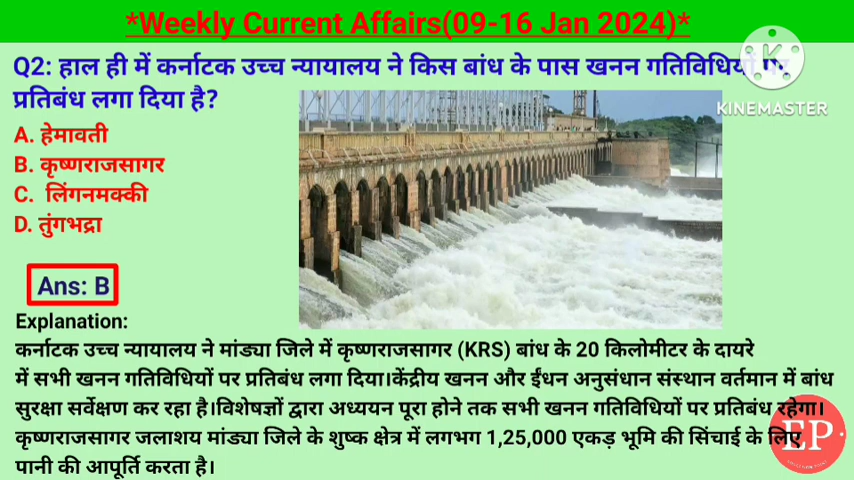 *Weekly Current Affairs(09-16 Jan 2024)*
Q2: हाल ही में कर्नाटक उच्च न्यायालय ने किस बांध के पास खनन गतिविधियों पर
प्रतिबंध लगा दिया है?
KINEMASTER
A. हेमावती
B. कृष्णराजसागर
C. लिंगनमक्की
D. तुंगभद्रा
Ans: B
Explanation:
कर्नाटक उच्च न्यायालय ने मांड्या जिले में कृष्णराजसागर (KRS) बांध के 20 किलोमीटर के दायरे
में सभी खनन गतिविधियों पर प्रतिबंध लगा दिया।केंद्रीय खनन और ईंधन अनुसंधान संस्थान वर्तमान में बांध
सुरक्षा सर्वेक्षण कर रहा है।विशेषज्ञों द्वारा अध्ययन पूरा होने तक सभी खनन गतिविधियों पर प्रतिबंध रहेगा।
कृष्णराजसागर जलाशय मांड्या जिले के शुष्क क्षेत्र में लगभग 1,25,000 एकड़ भूमि की सिंचाई के लिए
पानी की आपूर्ति करता है।
EP